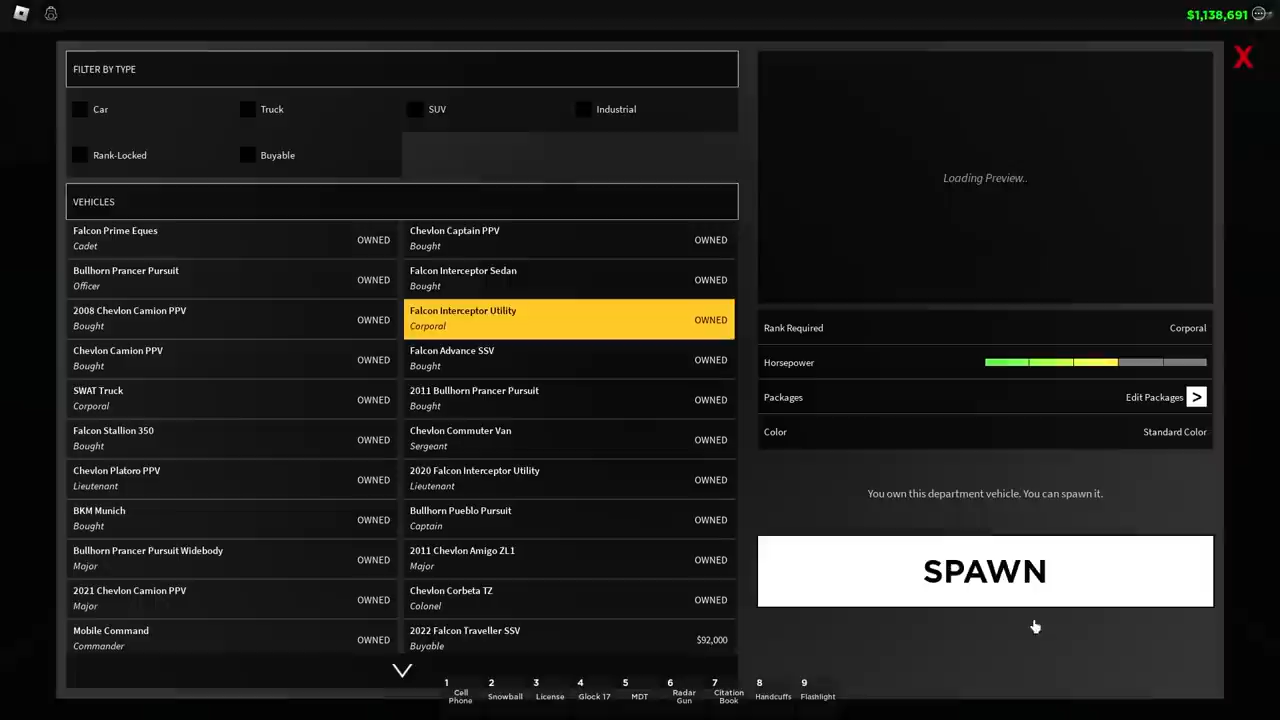 $1,138,691
FILTER BY TYPE
Car
Truck
SUV
Industrial
Rank-Locked
Buyable
VEHICLES
Falcon Prime Eques
Cadet
OWNED
Chevlon Captain PPV
Bought
OWNED
Bullhorn Prancer Pursuit
Officer
OWNED
Falcon Interceptor Sedan
Bought
OWNED
2008 Chevlon Camion PPV
Bought
OWNED
Falcon Interceptor Utility
Corporal
OWNED
Chevlon Camion PPV
Bought
OWNED
Falcon Advance SSV
Bought
OWNED
SWAT Truck
Corporal
OWNED
2011 Bullhorn Prancer Pursuit
Bought
OWNED
Falcon Stallion 350
Bought
OWNED
Chevlon Commuter Van
Sergeant
OWNED
Chevlon Platoro PPV
Lieutenant
OWNED
2020 Falcon Interceptor Utility
Lieutenant
OWNED
BKM Munich
Bought
OWNED
Bullhorn Pueblo Pursuit
Captain
OWNED
Bullhorn Prancer Pursuit Widebody
Major
OWNED
2011 Chevlon Amigo ZL1
Major
OWNED
2021 Chevlon Camion PPV
Major
OWNED
Chevlon Corbeta TZ
Colonel
OWNED
Mobile Command
Commander
OWNED
2022 Falcon Traveller SSV
Buyable
$92,000
X
Loading Preview..
Rank Required
Corporal
Horsepower
Packages
Edit Packages >
Color
Standard Color
You own this department vehicle. You can spawn it.
SPAWN
1
Cell
Phone
2
Snowball
3
License
4
Glock 17
5
MDT
6
Radar
Gun
7
Citation
Book
8
Handcuffs
9
Flashlight